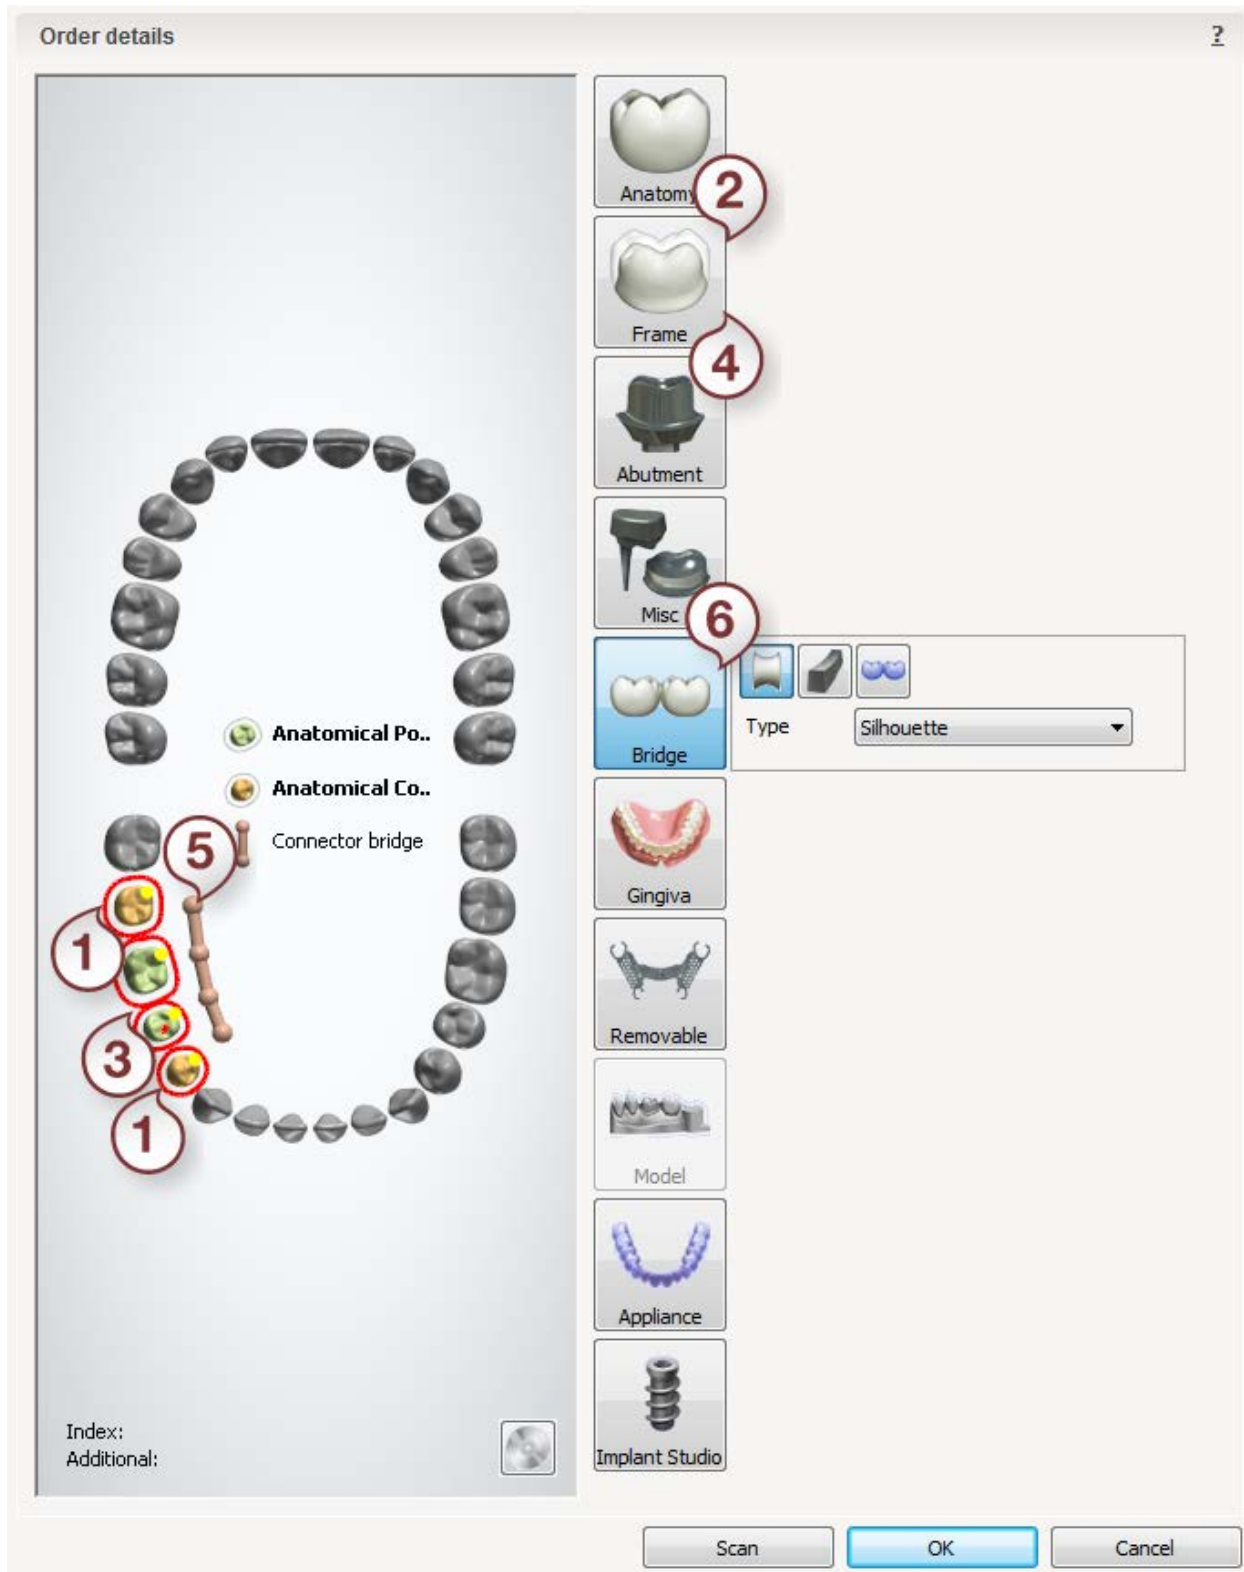 Order details
?
Anatomy
2
Frame
4
Abutment
Misc
6
Bridge
Type
Silhouette
Anatomical Po..
Anatomical Co..
Connector bridge
5
1
3
1
Gingiva
Removable
Model
Appliance
Implant Studio
Index:
Additional:
Scan
OK
Cancel